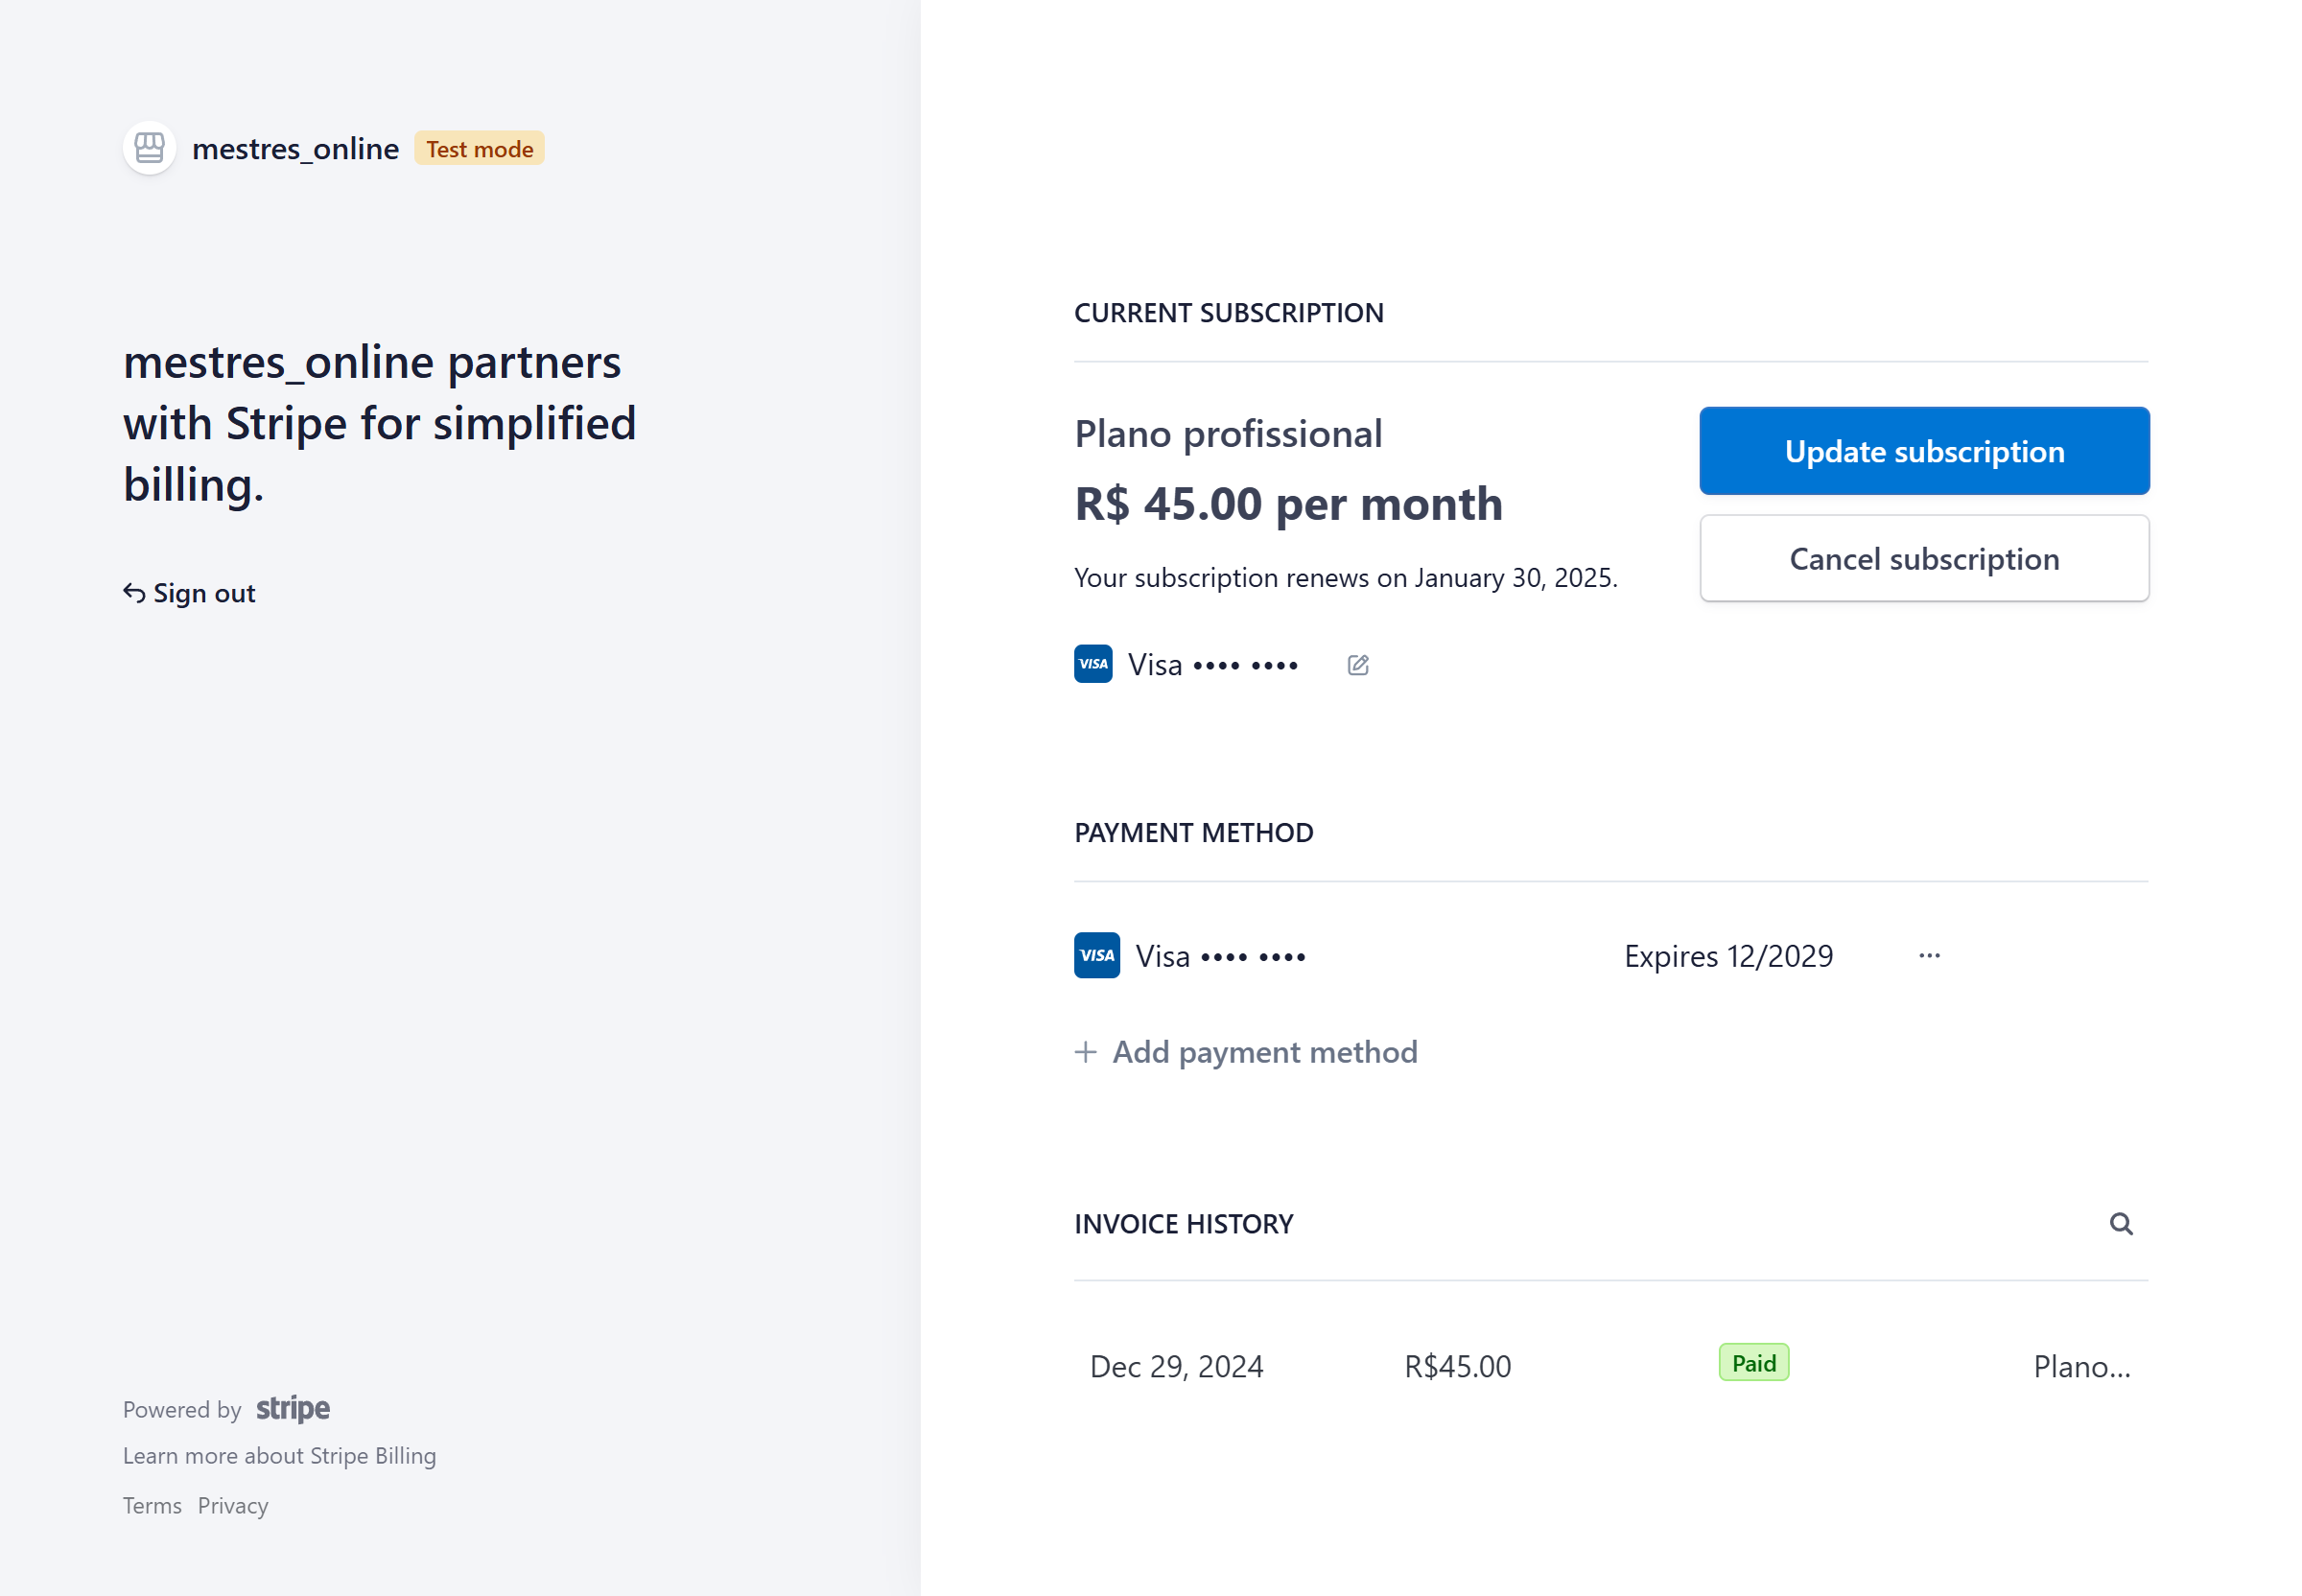 mestres_online Test mode
mestres_online partners
with Stripe for simplified
billing.
Sign out
Powered by stripe
Learn more about Stripe Billing
Terms Privacy
CURRENT SUBSCRIPTION
Plano profissional
R$ 45.00 per month
Your subscription renews on January 30, 2025.
Update subscription
Cancel subscription
VISA Visa •••• ••••
PAYMENT METHOD
VISA Visa •••• •••• Expires 12/2029 ···
+ Add payment method
INVOICE HISTORY
Dec 29, 2024 R$45.00 Paid Plano...